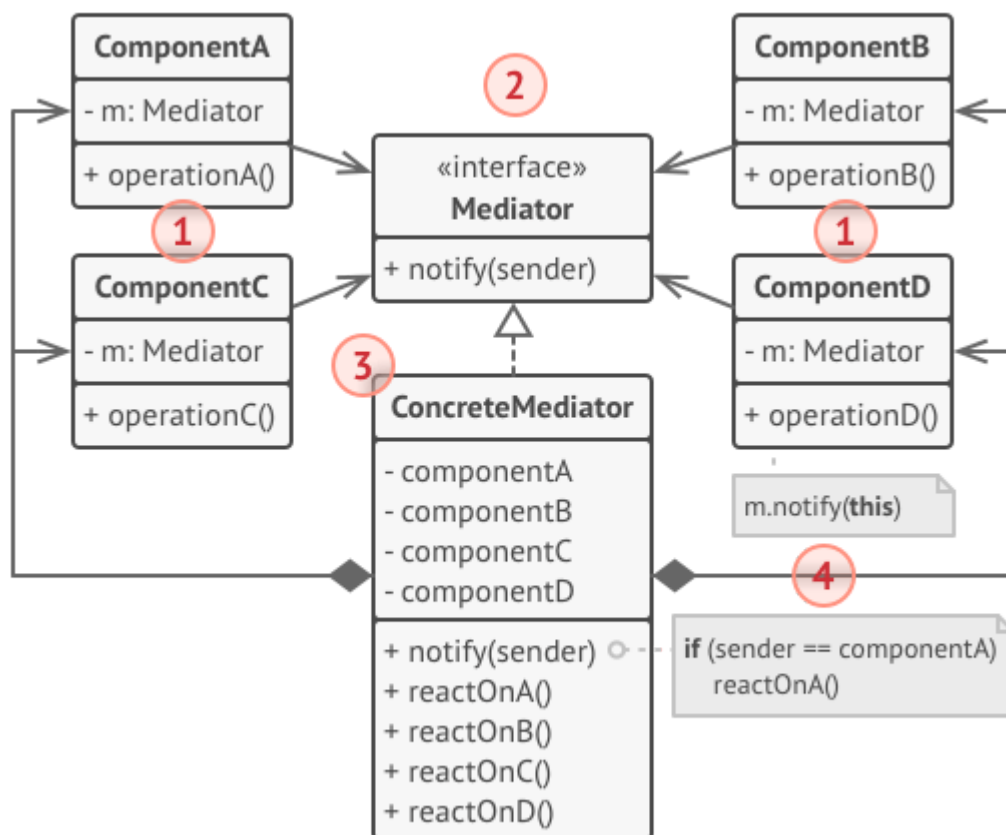 ComponentA
- m: Mediator
+ operationA()
1
ComponentC
- m: Mediator
+ operationC()
2
«interface»
Mediator
+ notify(sender)
ComponentB
- m: Mediator
+ operationB()
1
ComponentD
- m: Mediator
+ operationD()
m.notify(this)
3
ConcreteMediator
- componentA
- componentB
- componentC
- componentD
+ notify(sender)
+ reactOnA()
+ reactOnB()
+ reactOnC()
+ reactOnD()
4
if (sender == componentA)
reactOnA()